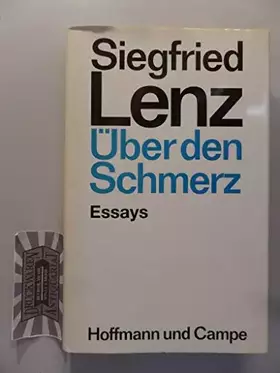 Siegfried
Lenz
Über den
Schmerz
Essays
Hoffmann und Campe